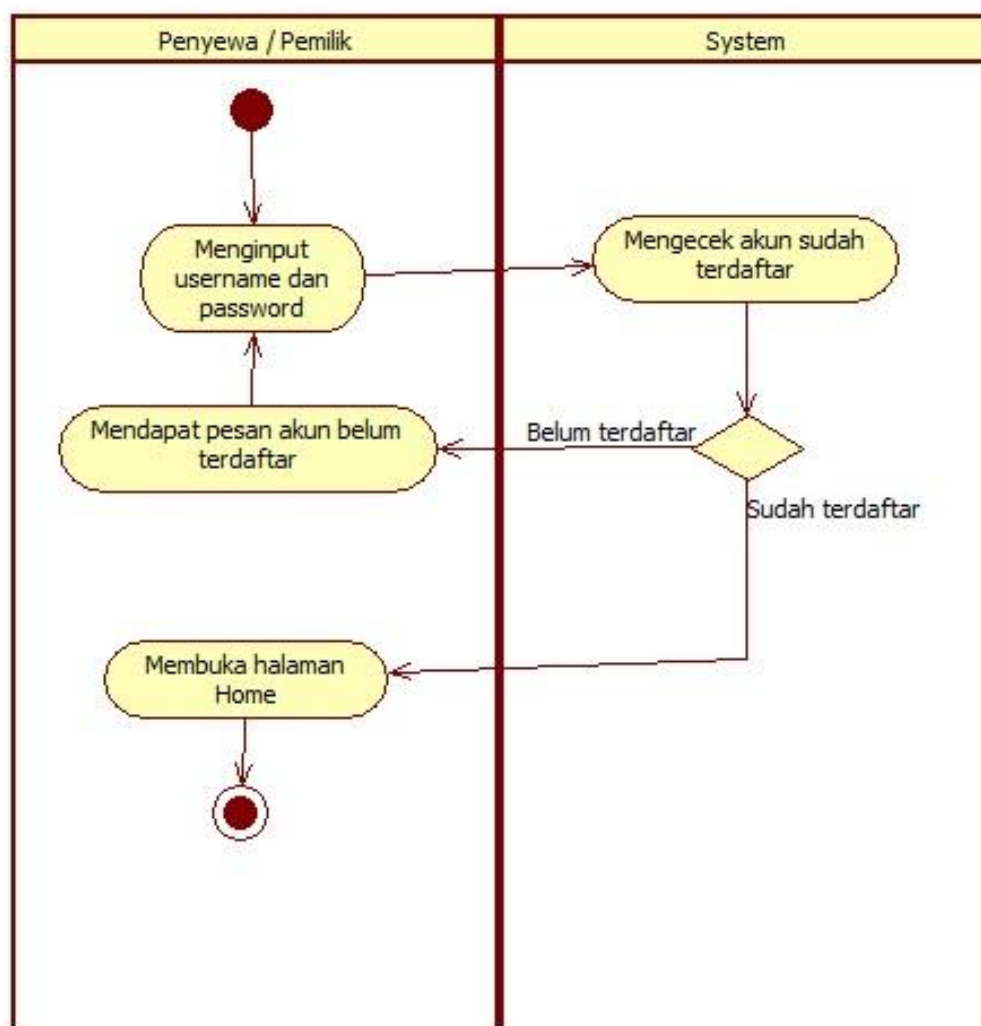 Penyewa / Pemilik
System
Menginput
username dan
password
Mengecek akun sudah
terdaftar
Mendapat pesan akun belum
terdaftar
Belum terdaftar
Sudah terdaftar
Membuka halaman
Home